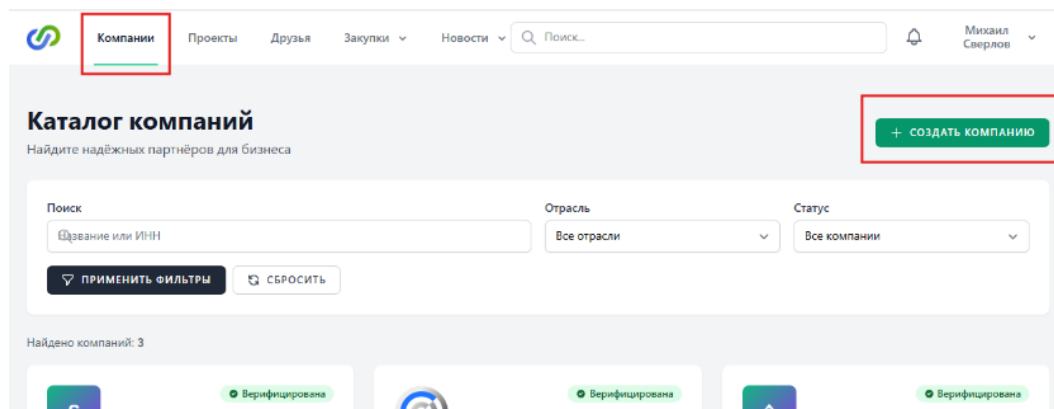 Компании Проекты Друзья Закупки Новости Поиск... Михаил Сверлов
Каталог компаний
+ СОЗДАТЬ КОМПАНИЮ
Найдите надёжных партнёров для бизнеса
Поиск Отрасль Статус
Название или ИНН Все отрасли Все компании
ПРИМЕНИТЬ ФИЛЬТРЫ СБРОСИТЬ
Найдено компаний: 3
Верифицирована Верифицирована Верифицирована